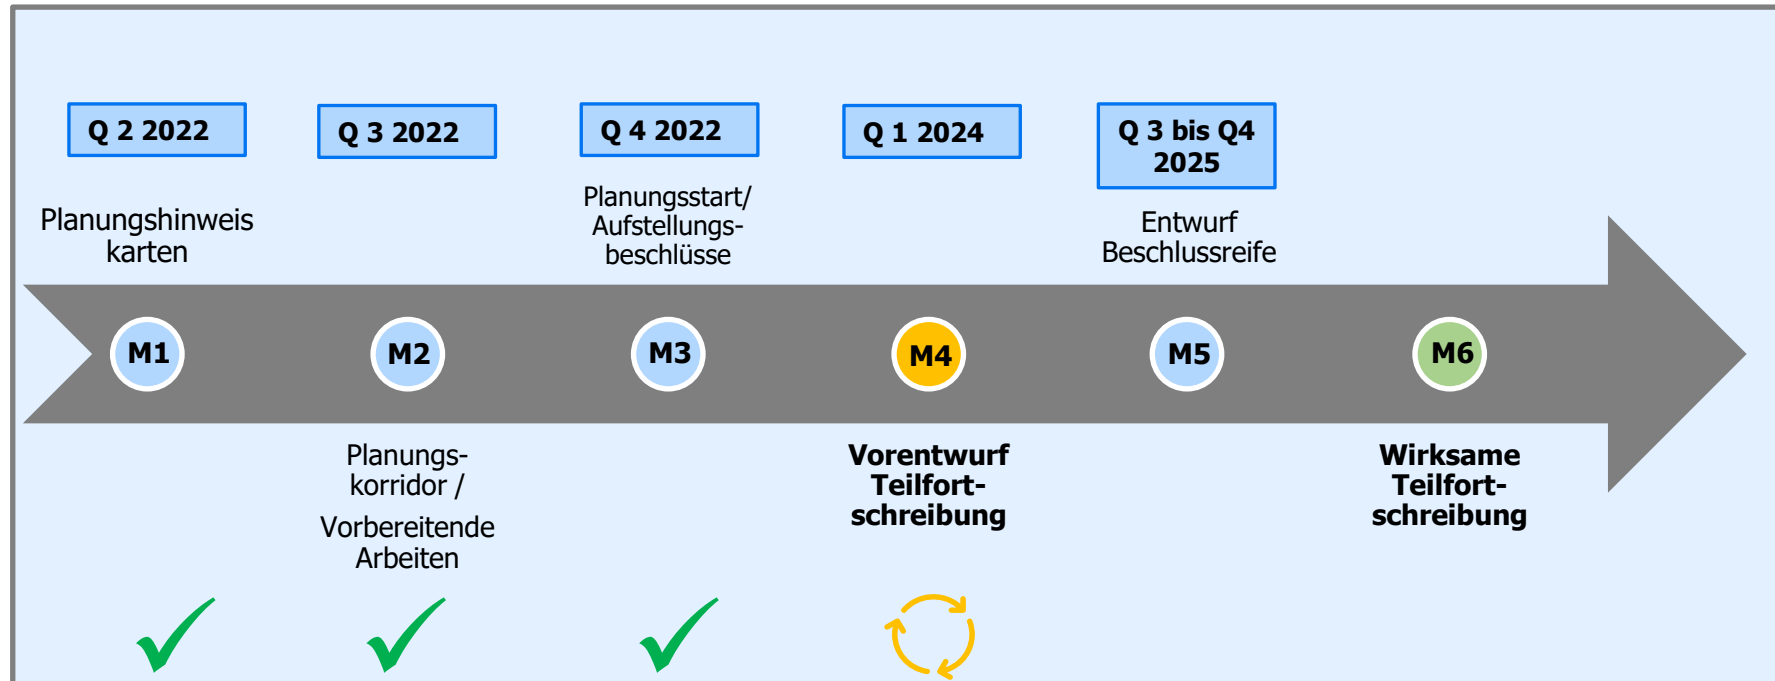 Q 2 2022
Q 3 2022
Q 4 2022
Q 1 2024
Q 3 bis Q4
2025
Planungshinweis
karten
Planungsstart/
Aufstellungs-
beschlüsse
Entwurf
Beschlussreife
M1
M2
M3
M4
M5
M6
Planungs-
korridor /
Vorbereitende
Arbeiten
Vorentwurf
Teilfort-
schreibung
Wirksame
Teilfort-
schreibung